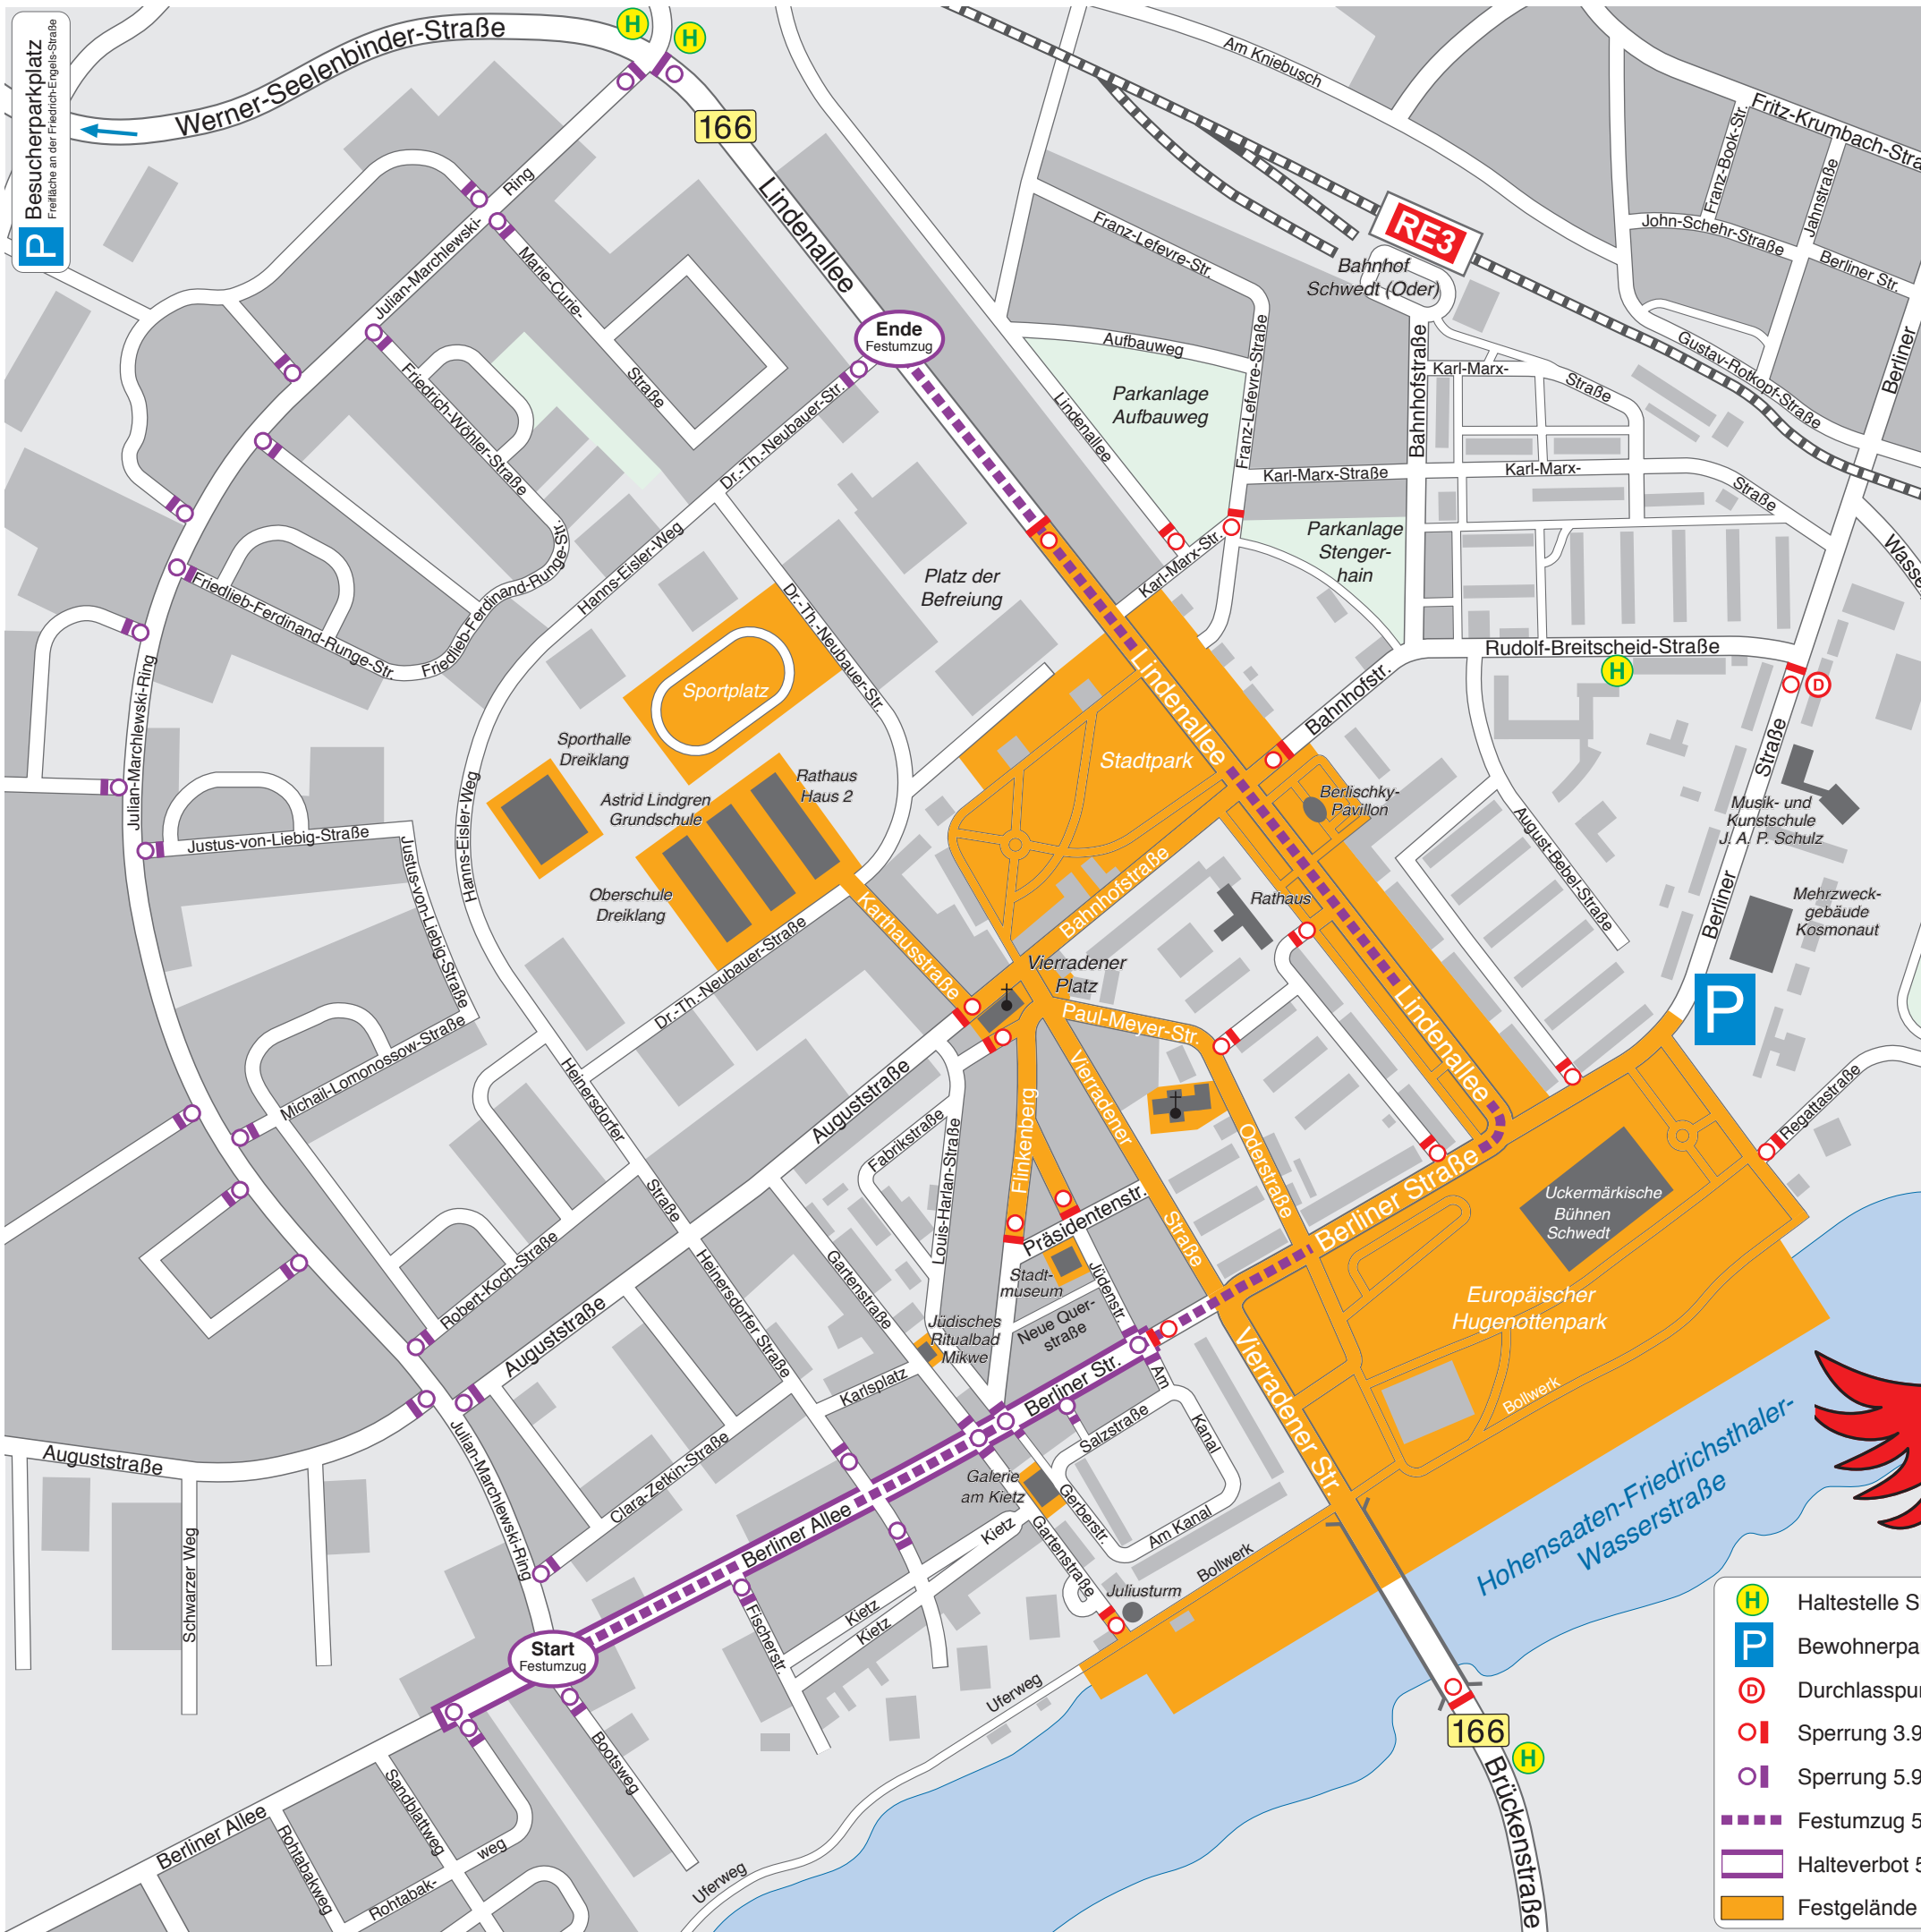 Besucherparkplatz
Freifläche an der Friedrich-Engels-Straße
P
Werner-Seelenbinder-Straße
H
H
166
Lindenallee
Am Kniebusch
Fritz-Krumbach-Stra
Franz-Book-Str.
Jahnstraße
John-Schehr-Straße
Berliner Str.
RE3
Bahnhof
Schwedt (Oder)
Franz-Lefevre-Str.
Franz-Lefevre-Straße
Aufbauweg
Parkanlage
Aufbauweg
Lindenallee
Bahnhofstraße
Karl-Marx-
Straße
Gustav-Rotkopf-Straße
Berliner
Karl-Marx-Straße
Karl-Marx-
Straße
Wasse
Parkanlage
Stenger-
hain
Karl-Marx-Str.
Ring
Julian-Marchlewski-
Marie-Curie-
Straße
Friedrich-Wöhler-Straße
Ende
Festumzug
Dr.-Th.-Neubauer-Str.
Hanns-Eisler-Weg
Friedlieb-Ferdinand-Runge-Str.
Friedlieb-Ferdinand-Runge-Str.
Platz der
Befreiung
Dr.-Th.-Neubauer-Str.
Sportplatz
Sporthalle
Dreiklang
Astrid Lindgren
Grundschule
Rathaus
Haus 2
Oberschule
Dreiklang
Julian-Marchlewski-Ring
Hanns-Eisler-Weg
Justus-von-Liebig-Straße
Justus-von-Liebig-Straße
Michail-Lomonossow-Straße
Lindenallee
Stadtpark
Bahnhofstr.
Rudolf-Breitscheid-Straße
H
D
Berlischky-
Pavillon
August-Bebel-Straße
Straße
Musik- und
Kunstschule
J. A. P. Schulz
Berliner
Mehrzweck-
gebäude
Kosmonaut
P
Rathaus
Bahnhofstraße
Karthausstraße
Dr.-Th.-Neubauer-Straße
Vierradener
Platz
Paul-Meyer-Str.
Lindenallee
Regattastraße
Heinersdorfer
Straße
Auguststraße
Fabrikstraße
Louis-Harlan-Straße
Flinkenberg
Vierradener
Straße
Oderstraße
Berliner Straße
Uckermärkische
Bühnen
Schwedt
Präsidentenstr.
Stadt-
museum
Jüdenstr.
Neue Quer-
straße
Gartenstraße
Jüdisches
Ritualbad
Mikwe
Europäischer
Hugenottenpark
Robert-Koch-Straße
Auguststraße
Heinersdorfer Straße
Karlsplatz
Berliner Str.
Am
Kanal
Salzstraße
Vierradener Str.
Bollwerk
Auguststraße
Julian-Marchlewski-Ring
Clara-Zetkin-Straße
Berliner Allee
Galerie
am Kietz
Gerberstr.
Kietz
Am Kanal
Gartenstraße
Bollwerk
Hohensaaten-Friedrichsthaler-
Wasserstraße
Schwarzer Weg
Juliusturm
Kietz
Kietz
Fischerstr.
Start
Festumzug
Uferweg
Bootsweg
Sandblattweg
Berliner Allee
Rohtabakweg
Rohtabak-
weg
Uferweg
166
H
Brückenstraße
H Haltestelle S
P Bewohnerpa
D Durchlasspu
Sperrung 3.9
Sperrung 5.9
Festumzug 5
Halteverbot 5
Festgelände